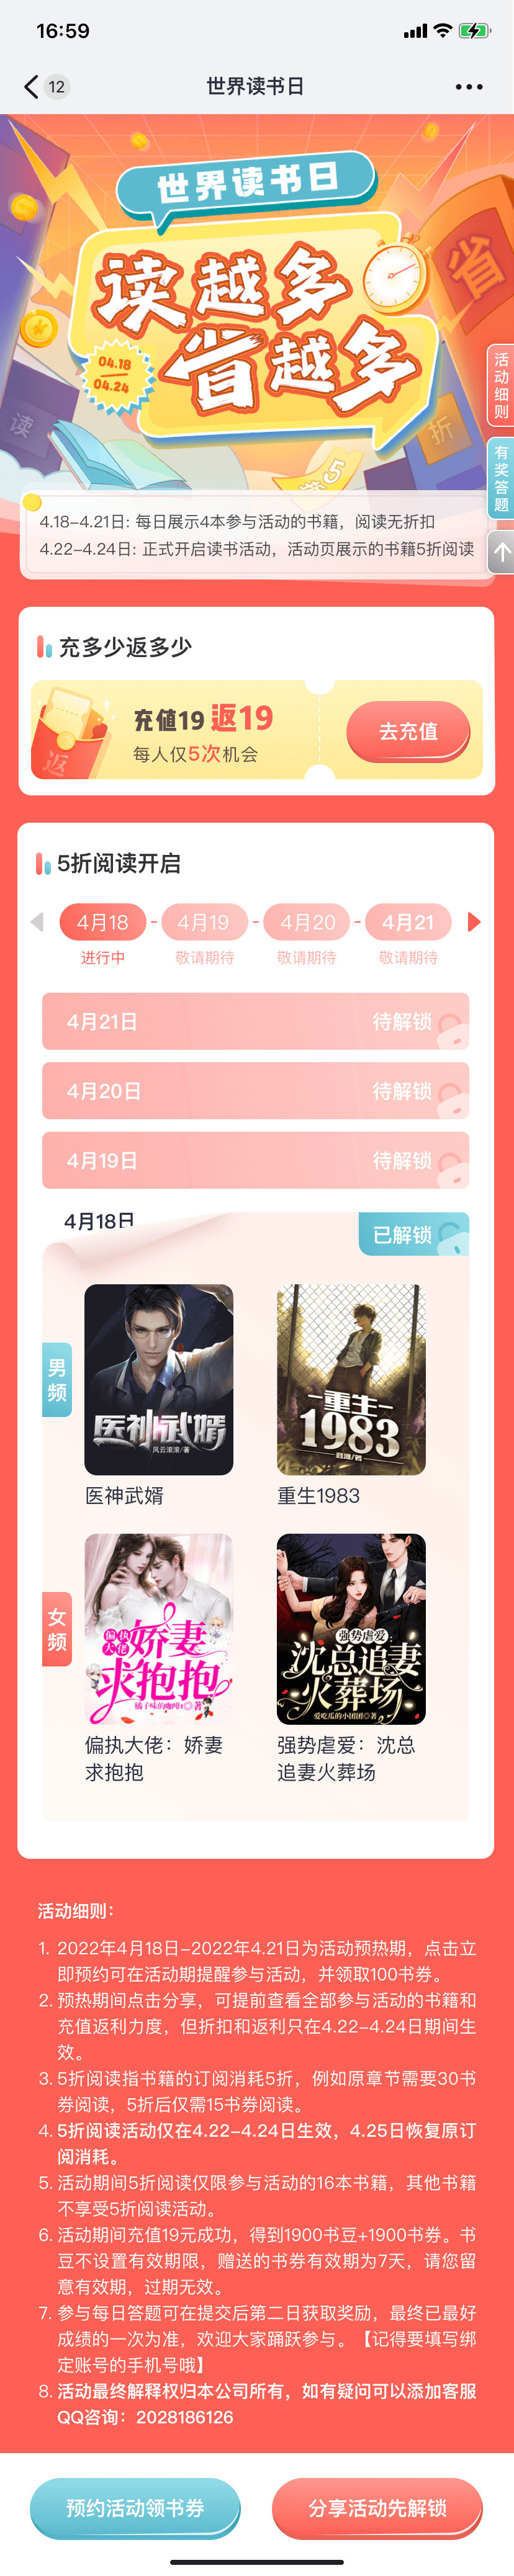 16:59
12
世界读书日
世界读书日
读越多
省越多
04.18
04.24
省
读
折
5
活动细则
有奖答题
4.18-4.21日: 每日展示4本参与活动的书籍，阅读无折扣
4.22-4.24日: 正式开启读书活动，活动页展示的书籍5折阅读
充多少返多少
返
充值19 返19
每人仅5次机会
去充值
5折阅读开启
4月18 - 4月19 - 4月20 - 4月21
进行中 敬请期待 敬请期待 敬请期待
4月21日 待解锁
4月20日 待解锁
4月19日 待解锁
4月18日 已解锁
男频
医神武婿
风云滚滚/著
重生
1983
医神武婿 重生1983
女频
偏执大佬
娇妻
求抱抱
橘子味的咖啡◎著
强势虐爱:
沈总追妻
火葬场
爱吃瓜的小团团◎著
偏执大佬：娇妻 强势虐爱：沈总
求抱抱 追妻火葬场
活动细则：
1. 2022年4月18日-2022年4.21日为活动预热期，点击立
即预约可在活动期提醒参与活动，并领取100书券。
2. 预热期间点击分享，可提前查看全部参与活动的书籍和
充值返利力度，但折扣和返利只在4.22-4.24日期间生
效。
3. 5折阅读指书籍的订阅消耗5折，例如原章节需要30书
券阅读，5折后仅需15书券阅读。
4. 5折阅读活动仅在4.22-4.24日生效，4.25日恢复原订
阅消耗。
5. 活动期间5折阅读仅限参与活动的16本书籍，其他书籍
不享受5折阅读活动。
6. 活动期间充值19元成功，得到1900书豆+1900书券。书
豆不设置有效期限，赠送的书券有效期为7天，请您留
意有效期，过期无效。
7. 参与每日答题可在提交后第二日获取奖励，最终已最好
成绩的一次为准，欢迎大家踊跃参与。【记得要填写绑
定账号的手机号哦】
8. 活动最终解释权归本公司所有，如有疑问可以添加客服
QQ咨询：2028186126
预约活动领书券 分享活动先解锁